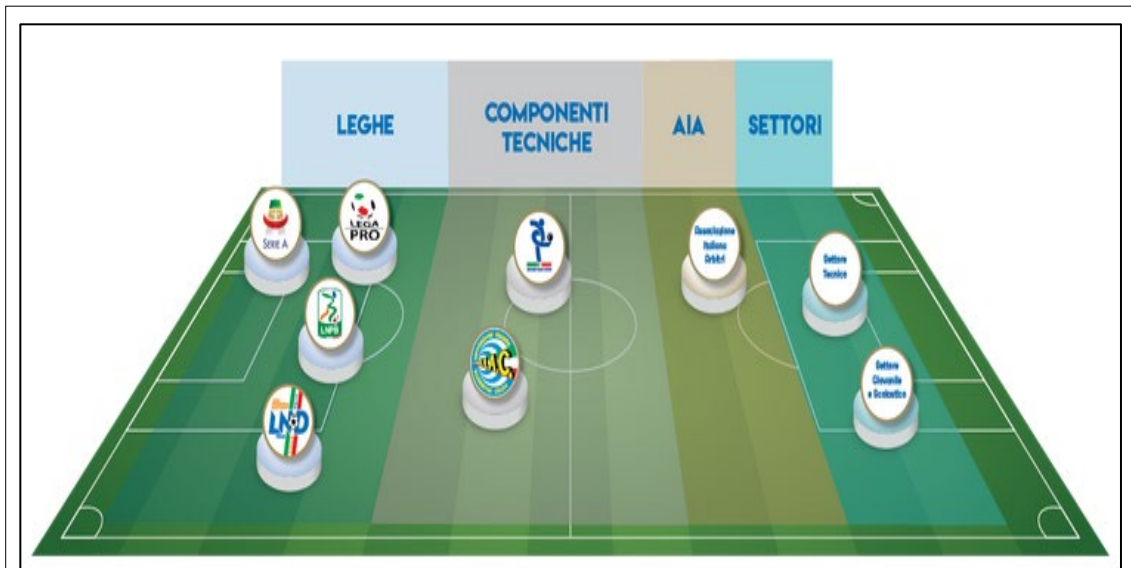 LEGHE
COMPONENTI
TECNICHE
AIA
SETTORI
SERIE A
LEGA
PRO
LNPB
LND
Associazione
Italiana
Arbitri
Settore
Tecnico
Settore
Giovanile
e Scolastico